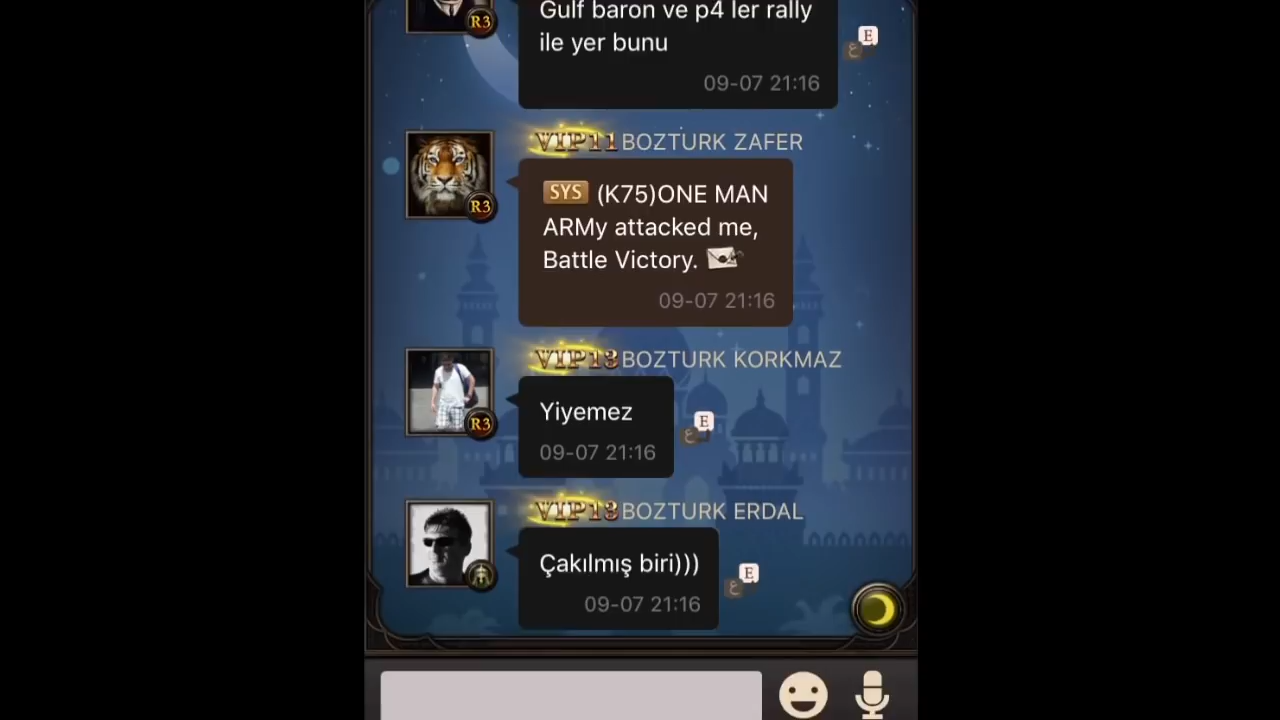 R3
Gulf baron ve p4 ler rally
ile yer bunu
E
ع
09-07 21:16
VIP11 BOZTURK ZAFER
R3
SYS (K75)ONE MAN
ARMy attacked me,
Battle Victory.
09-07 21:16
VIP13 BOZTURK KORKMAZ
R3
Yiyemez
E
ع
09-07 21:16
VIP13 BOZTURK ERDAL
Çakılmış biri)))
E
ع
09-07 21:16